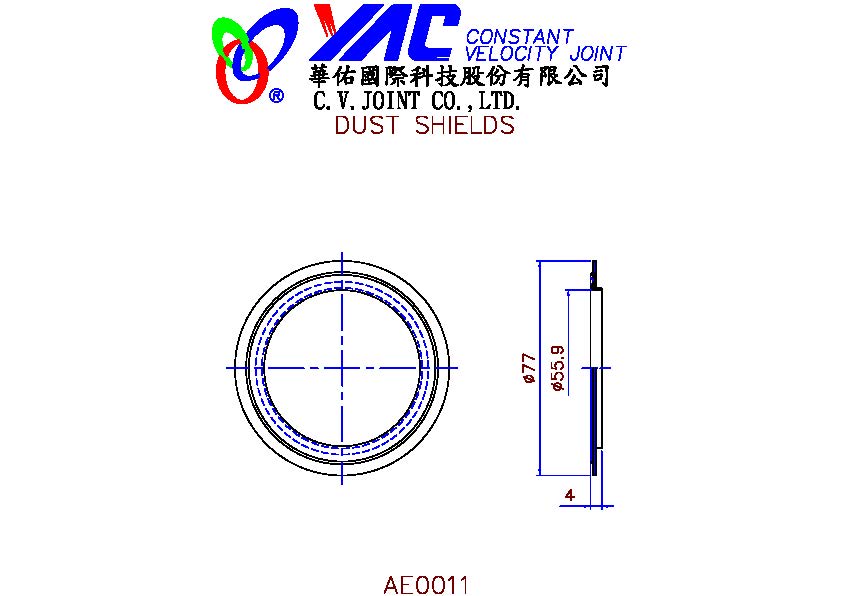 YAC CONSTANT
VELOCITY JOINT
®
華佑國際科技股份有限公司
C.V.JOINT CO.,LTD.
DUST SHIELDS
ø77
ø55.9
4
AE0011